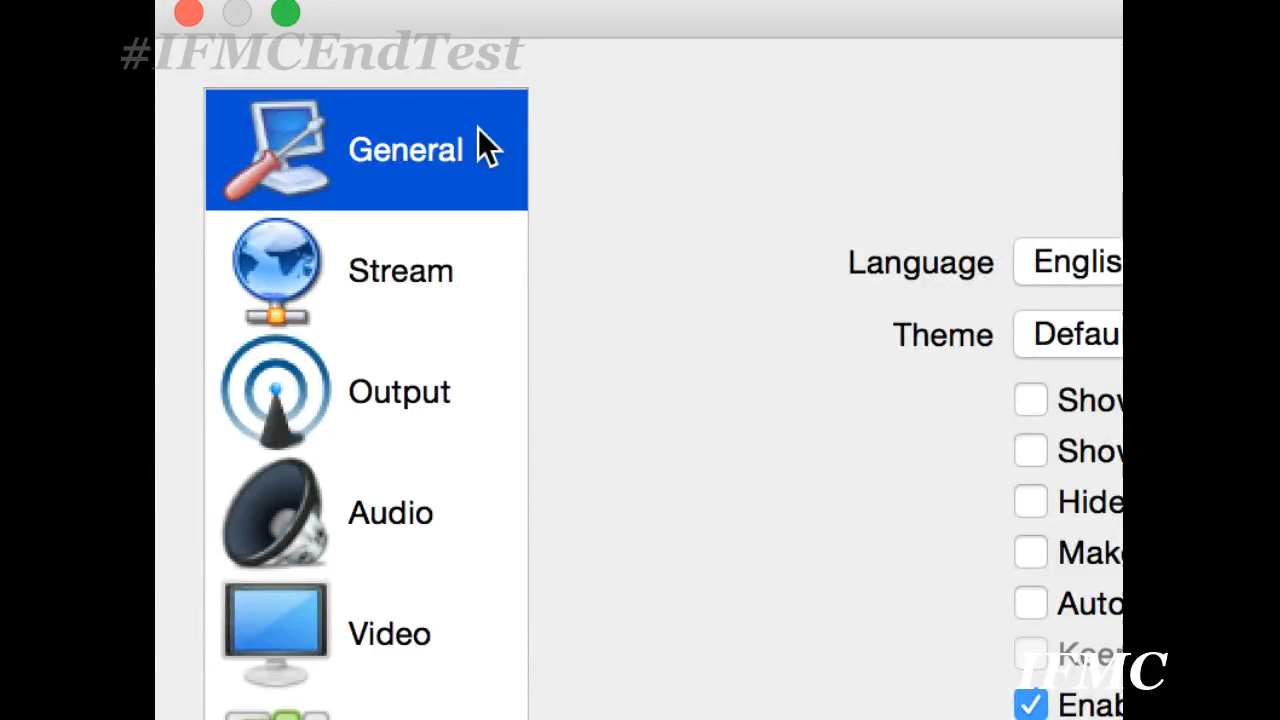 #IFMCEndTest
General
Stream
Output
Audio
Video
Language Englis
Theme Defau
Show
Show
Hide
Make
Auto
Enab
IFMC